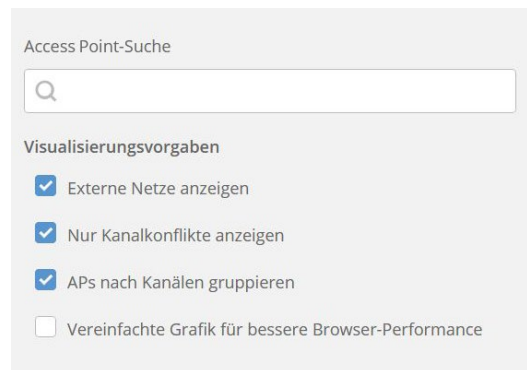 Access Point-Suche
Visualisierungsvorgaben
Externe Netze anzeigen
Nur Kanalkonflikte anzeigen
APs nach Kanälen gruppieren
Vereinfachte Grafik für bessere Browser-Performance